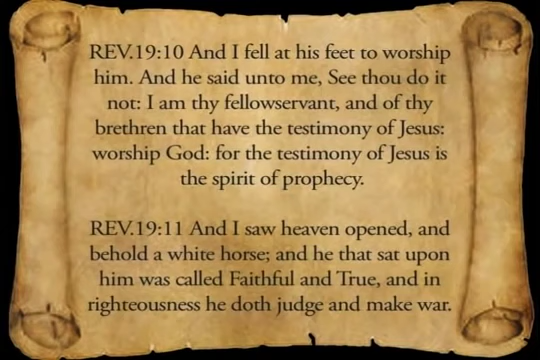 REV.19:10 And I fell at his feet to worship
him. And he said unto me, See thou do it
not: I am thy fellowservant, and of thy
brethren that have the testimony of Jesus:
worship God: for the testimony of Jesus is
the spirit of prophecy.
REV.19:11 And I saw heaven opened, and
behold a white horse; and he that sat upon
him was called Faithful and True, and in
righteousness he doth judge and make war.